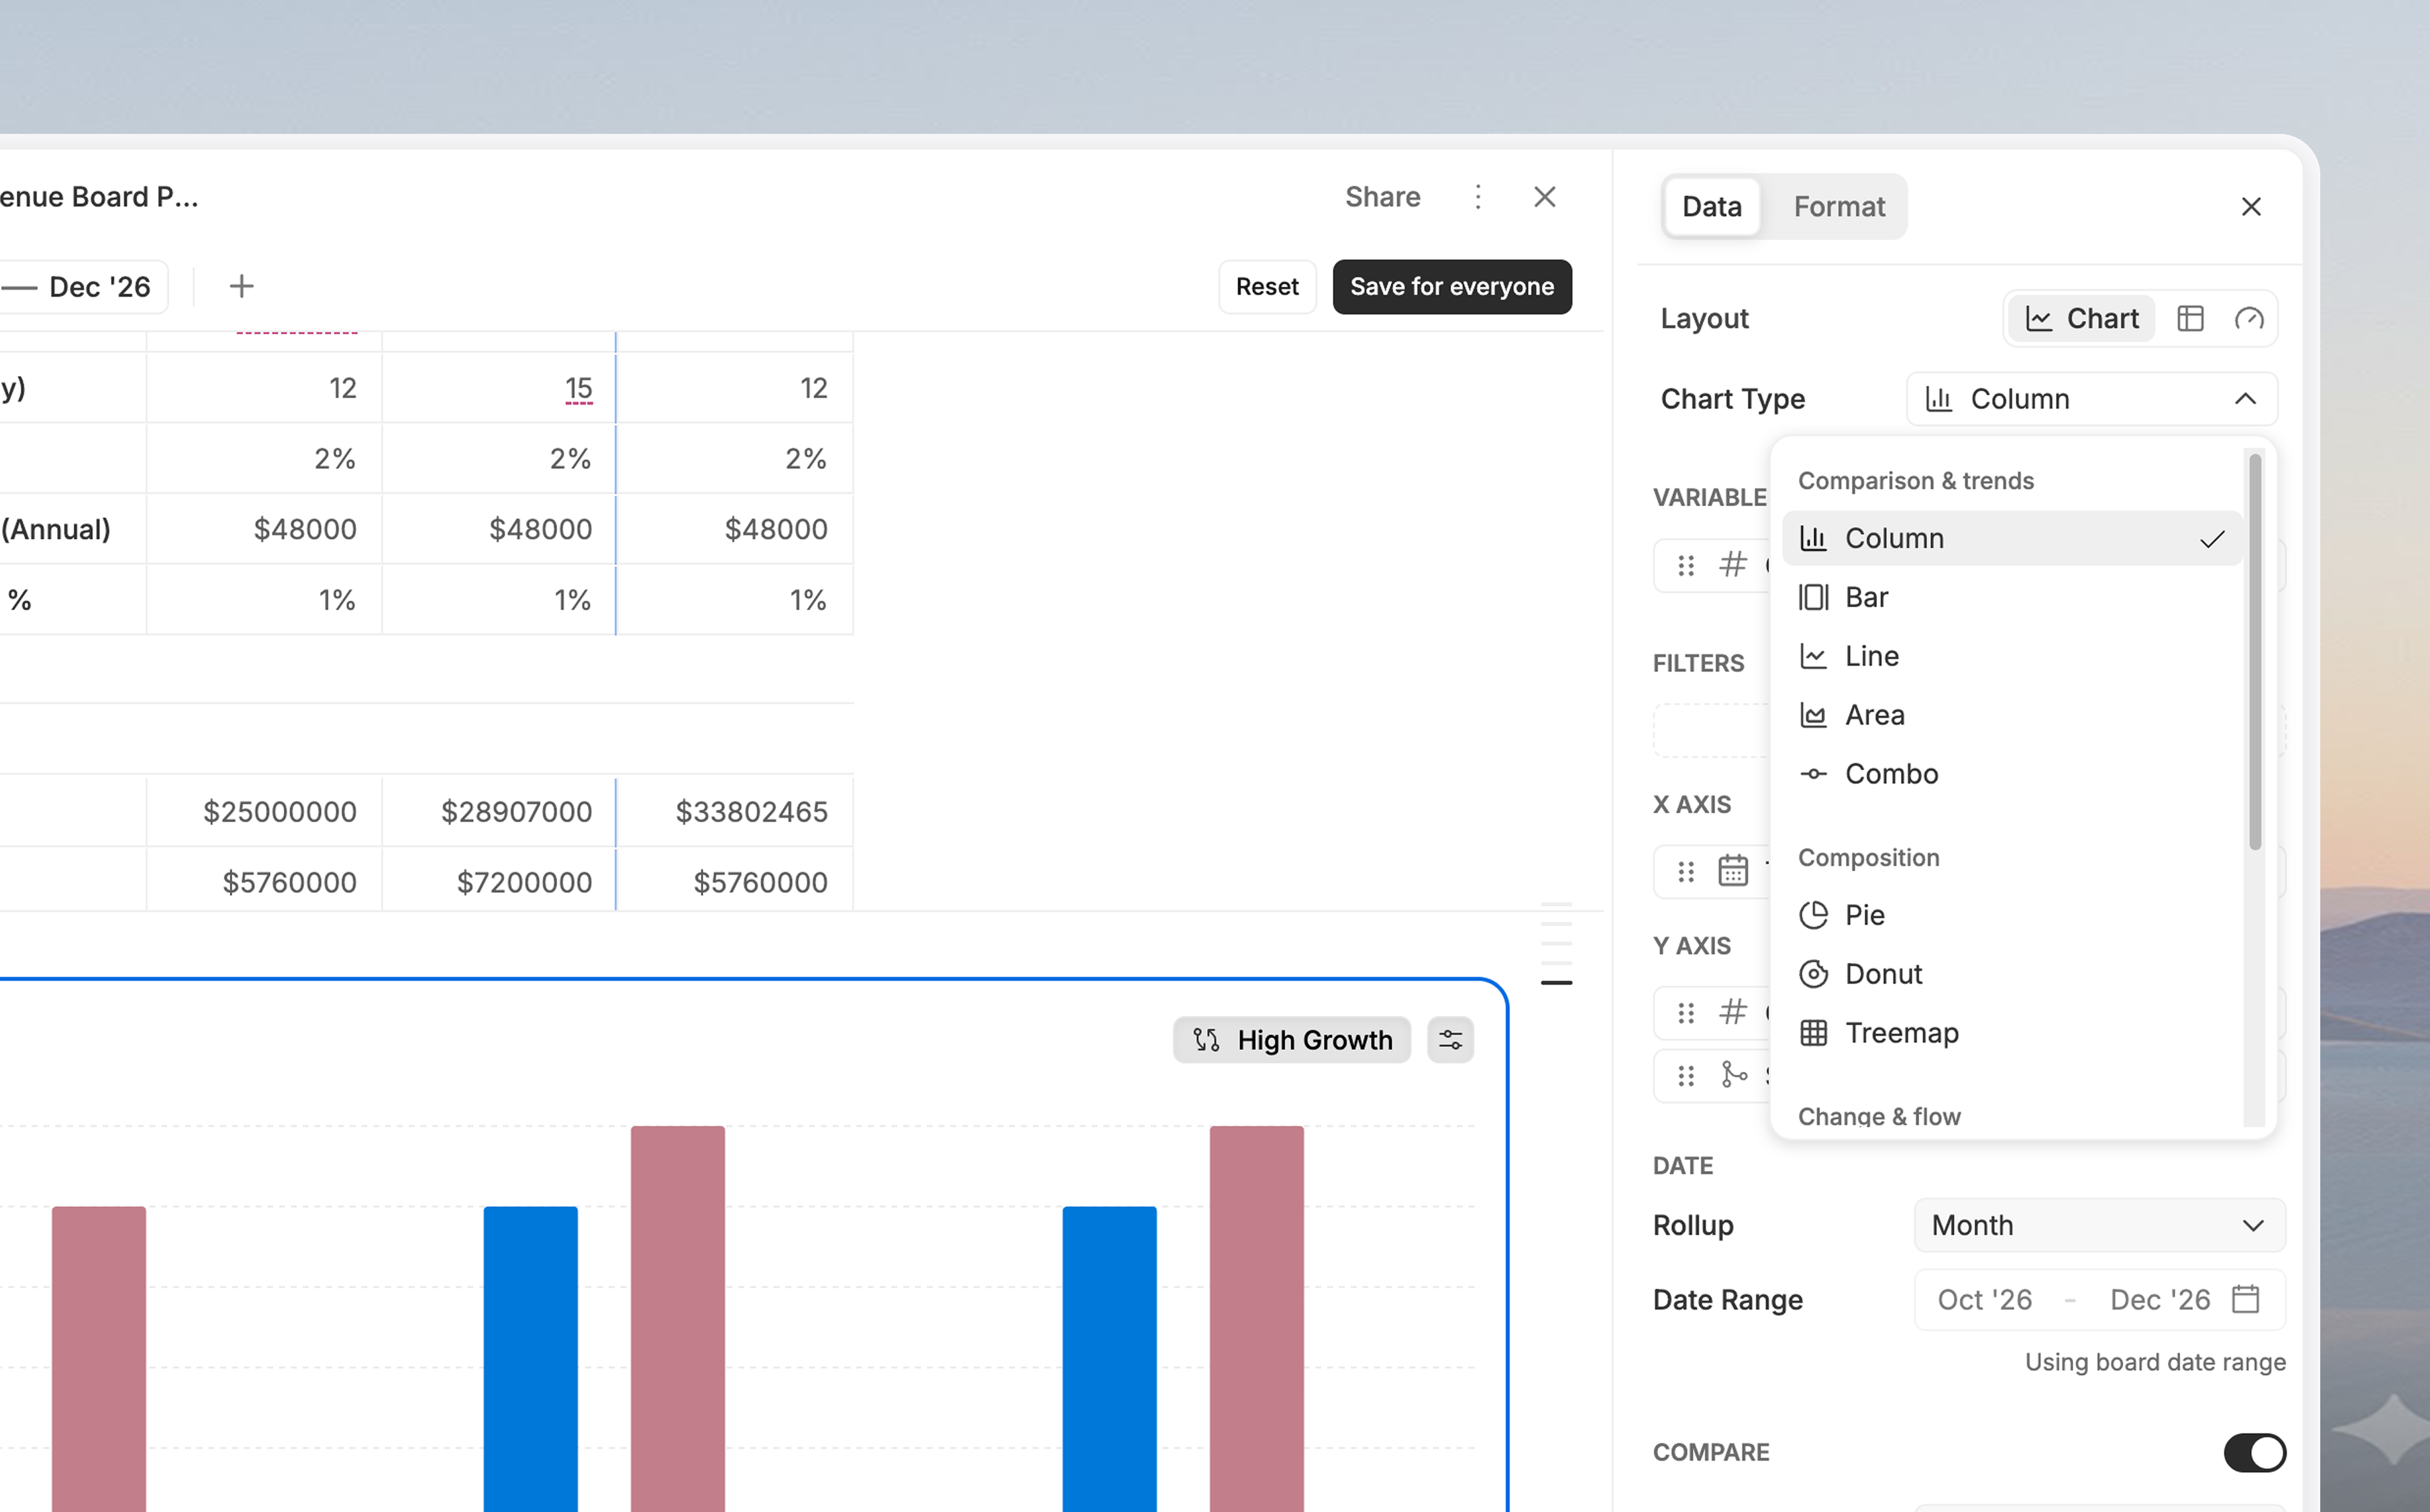 enue Board P...
Share
Dec '26
Reset
Save for everyone
y)
12
15
12
2%
2%
2%
(Annual)
$48000
$48000
$48000
%
1%
1%
1%
$25000000
$28907000
$33802465
$5760000
$7200000
$5760000
High Growth
Data
Format
Layout
Chart
Chart Type
Column
VARIABLE
Comparison & trends
Column
Bar
Line
Area
Combo
Composition
Pie
Donut
Treemap
Change & flow
FILTERS
X AXIS
Y AXIS
DATE
Rollup
Month
Date Range
Oct '26 - Dec '26
Using board date range
COMPARE